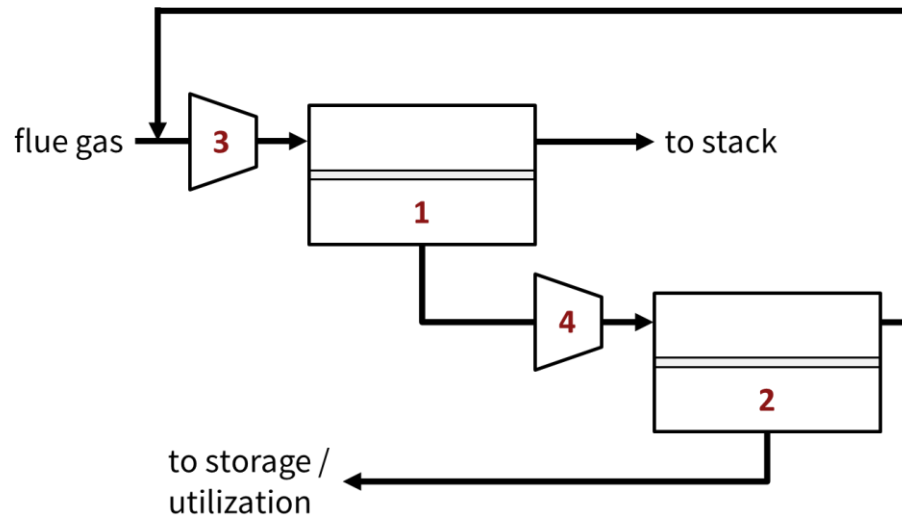 flue gas
3
to stack
1
4
2
to storage /
utilization